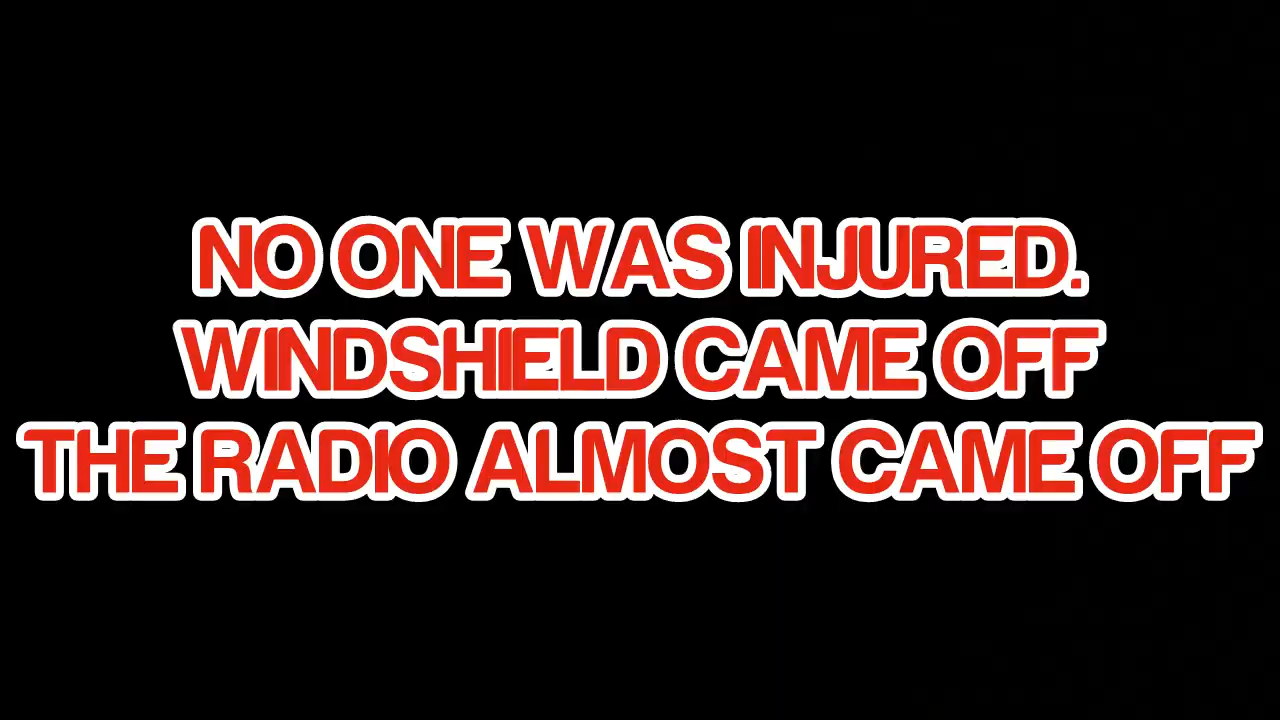 NO ONE WAS INJURED.
WINDSHIELD CAME OFF
THE RADIO ALMOST CAME OFF